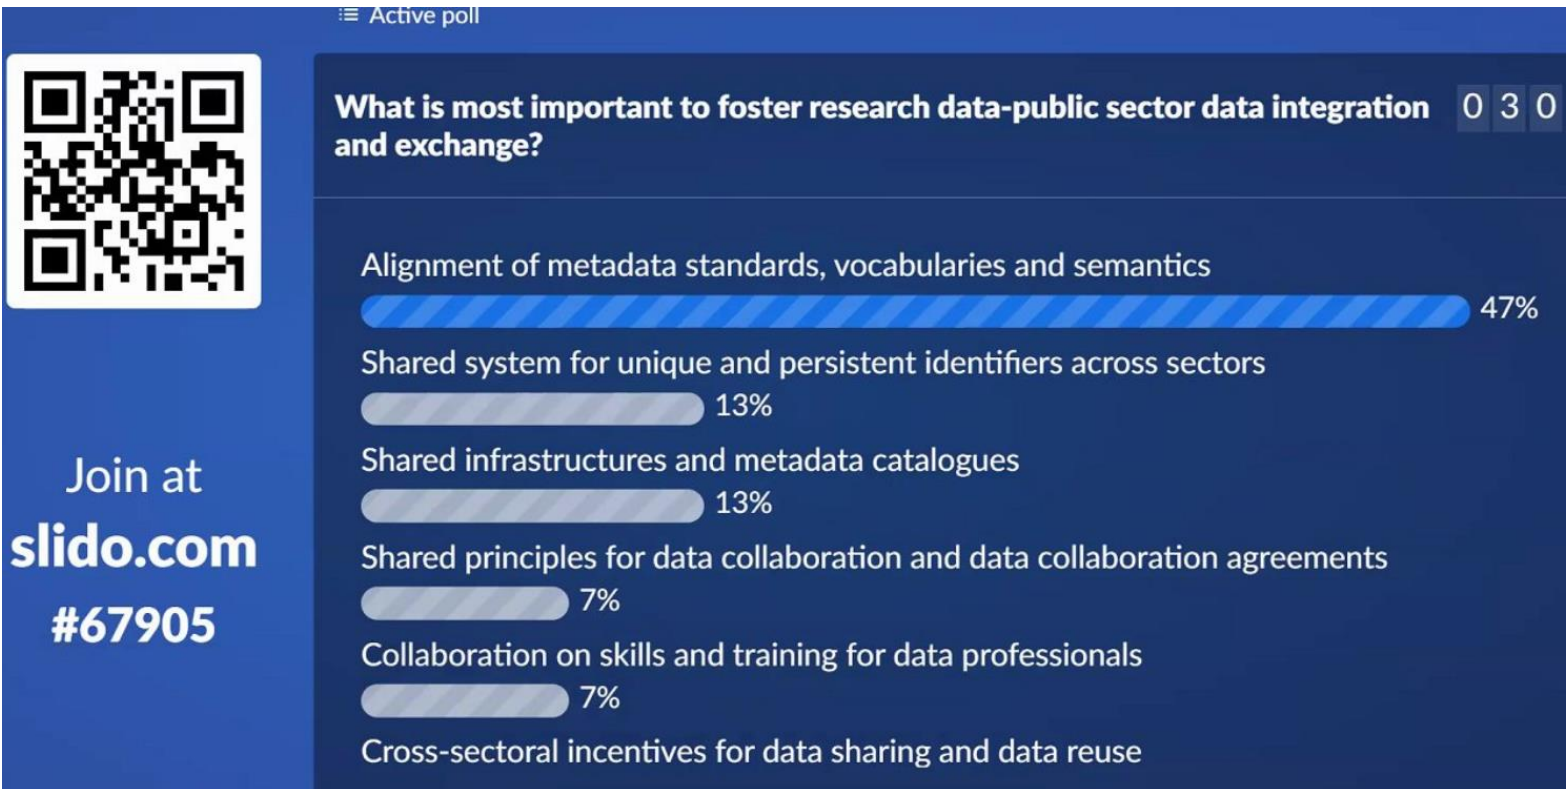 Active poll
What is most important to foster research data-public sector data integration
and exchange?
0 3 0
Alignment of metadata standards, vocabularies and semantics
47%
Shared system for unique and persistent identifiers across sectors
13%
Shared infrastructures and metadata catalogues
13%
Shared principles for data collaboration and data collaboration agreements
7%
Collaboration on skills and training for data professionals
7%
Cross-sectoral incentives for data sharing and data reuse
Join at
slido.com
#67905